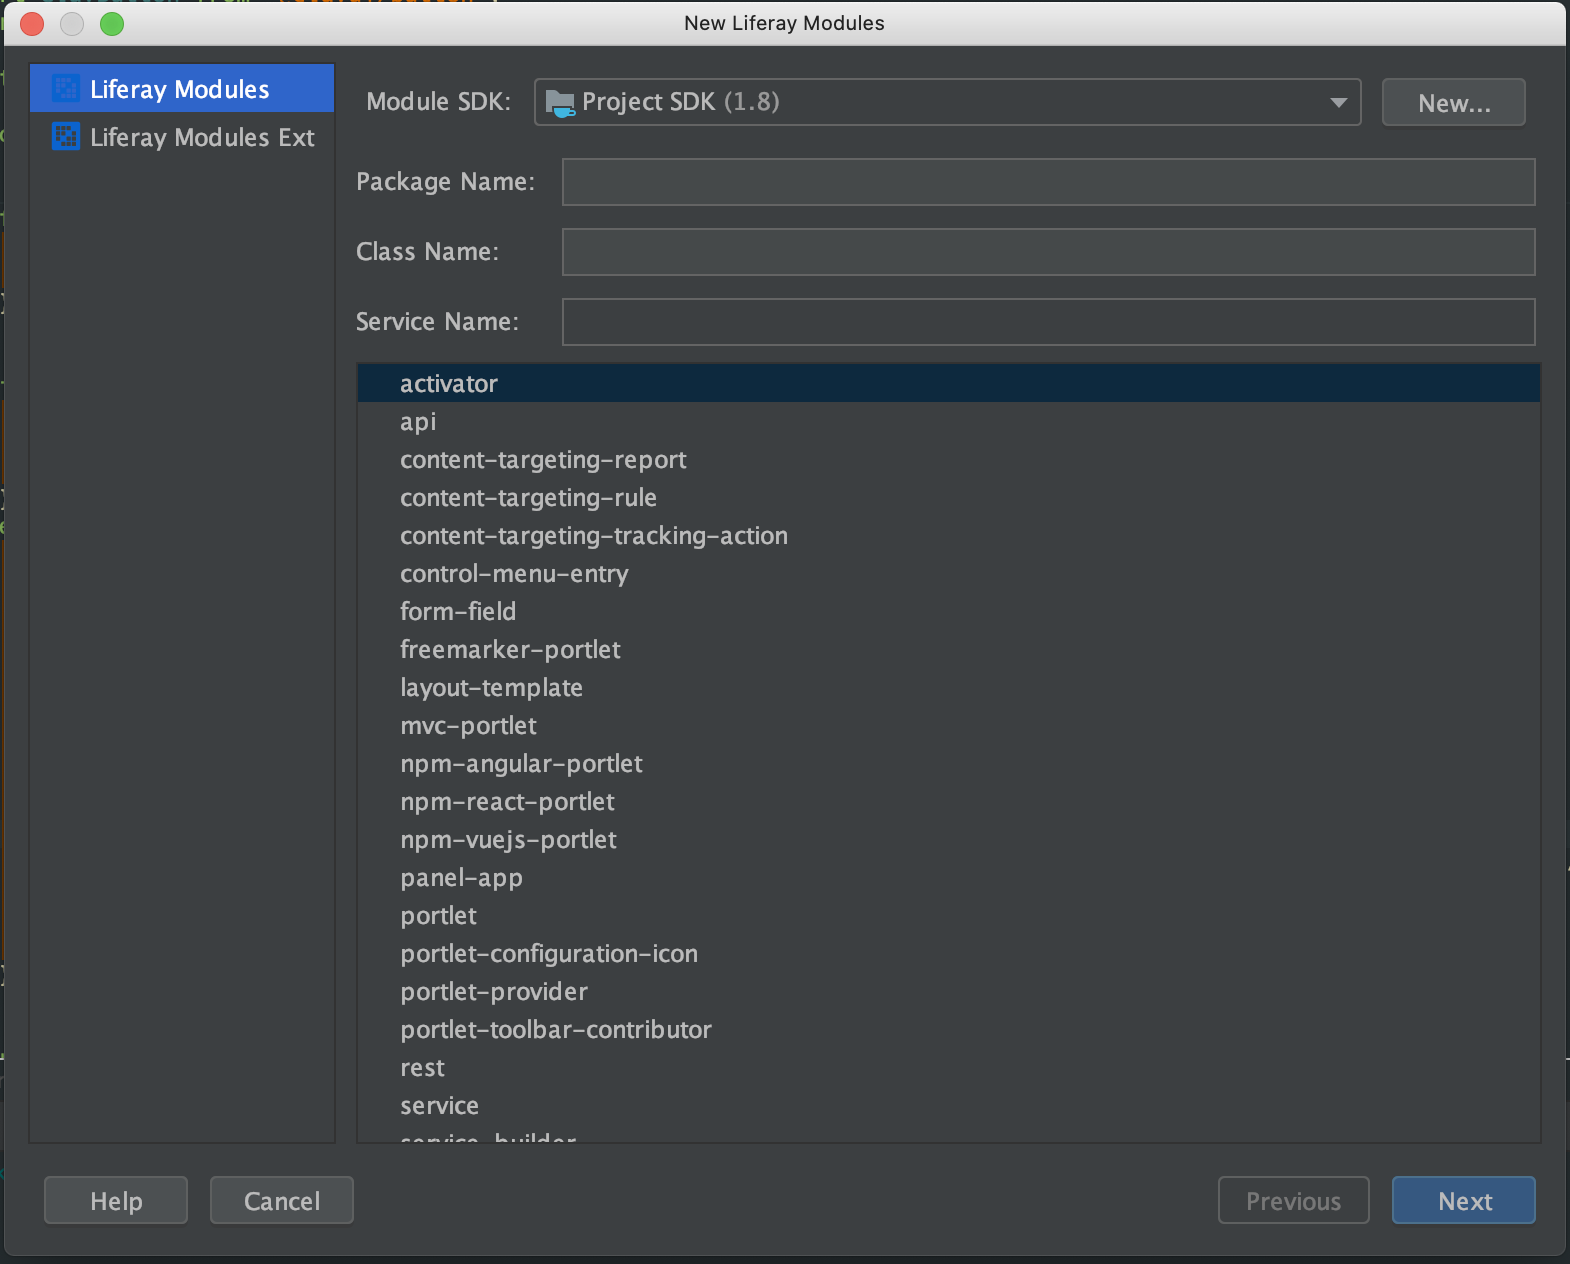 New Liferay Modules
Liferay Modules
Liferay Modules Ext
Module SDK:
Project SDK (1.8)
New...
Package Name:
Class Name:
Service Name:
activator
api
content-targeting-report
content-targeting-rule
content-targeting-tracking-action
control-menu-entry
form-field
freemarker-portlet
layout-template
mvc-portlet
npm-angular-portlet
npm-react-portlet
npm-vuejs-portlet
panel-app
portlet
portlet-configuration-icon
portlet-provider
portlet-toolbar-contributor
rest
service
service-builder
Help
Cancel
Previous
Next